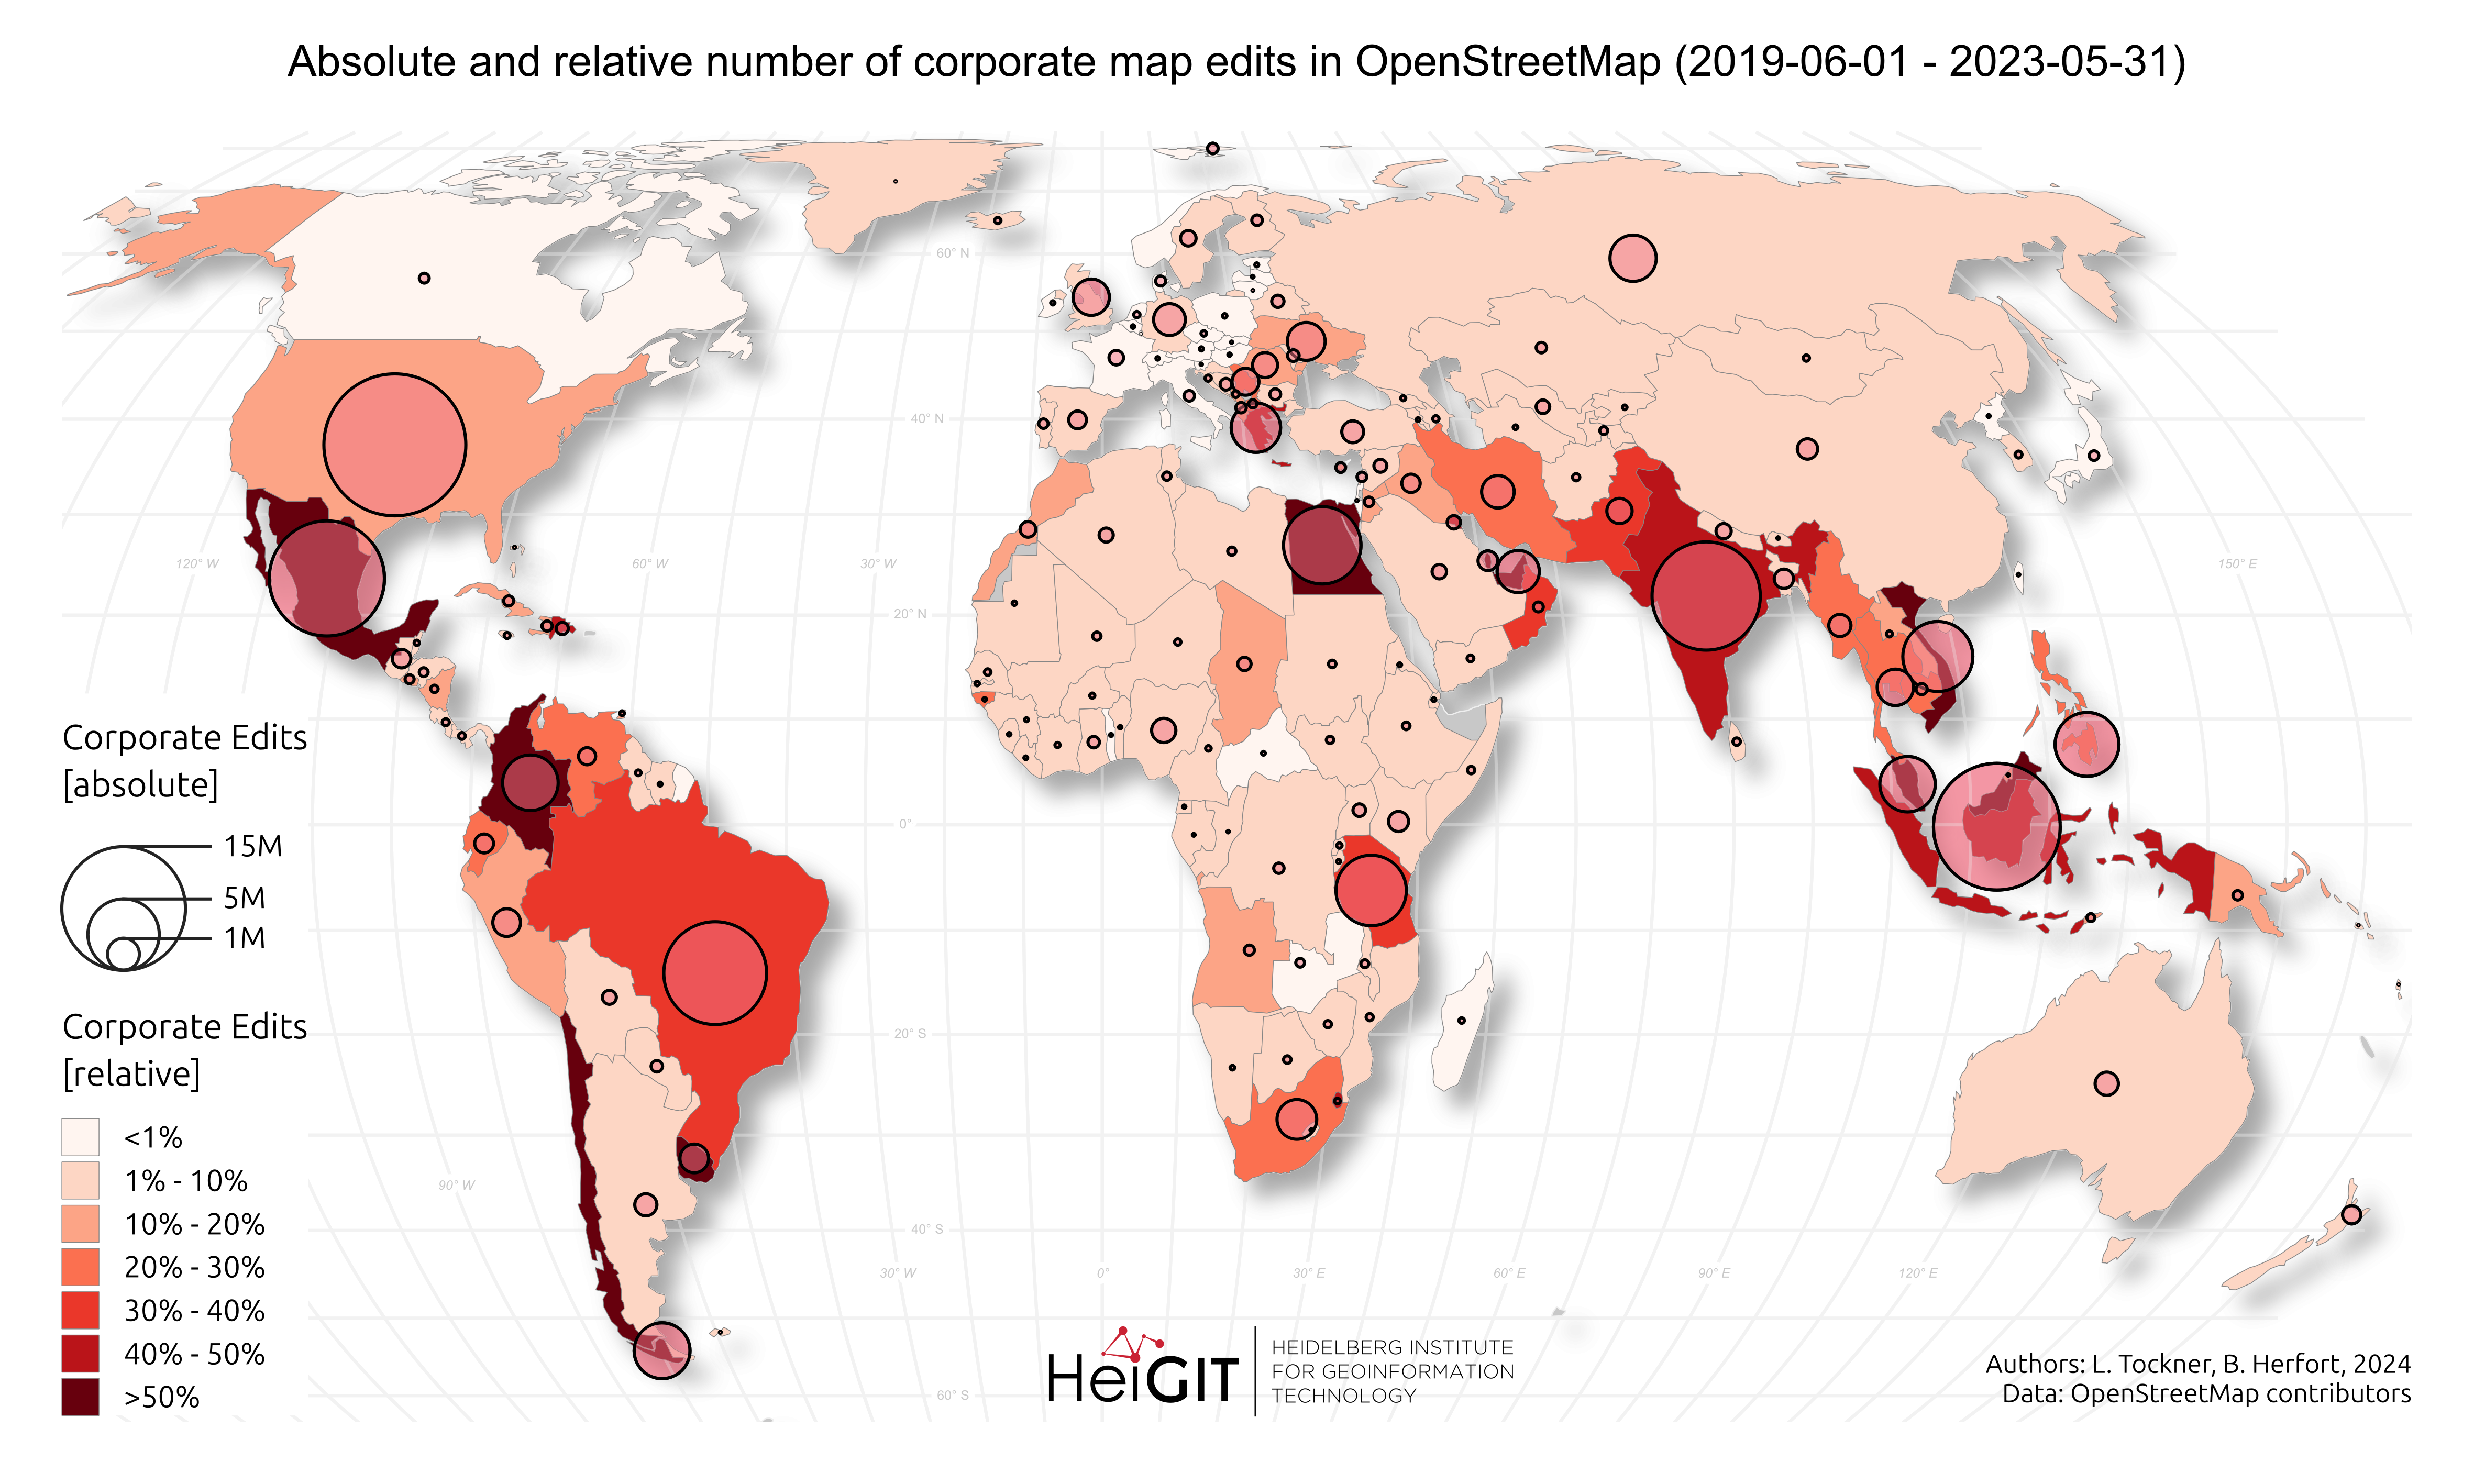 Absolute and relative number of corporate map edits in OpenStreetMap (2019-06-01 - 2023-05-31)
60° N
40° N
120° W
60° W
30° W
150° E
20° N
Corporate Edits
[absolute]
15M
5M
1M
0°
Corporate Edits
[relative]
<1%
1% - 10%
10% - 20%
20% - 30%
30% - 40%
40% - 50%
>50%
20° S
90° W
40° S
30° W
0°
30° E
60° E
90° E
120° E
60° S
HeiGIT
HEIDELBERG INSTITUTE
FOR GEOINFORMATION
TECHNOLOGY
Authors: L. Tockner, B. Herfort, 2024
Data: OpenStreetMap contributors